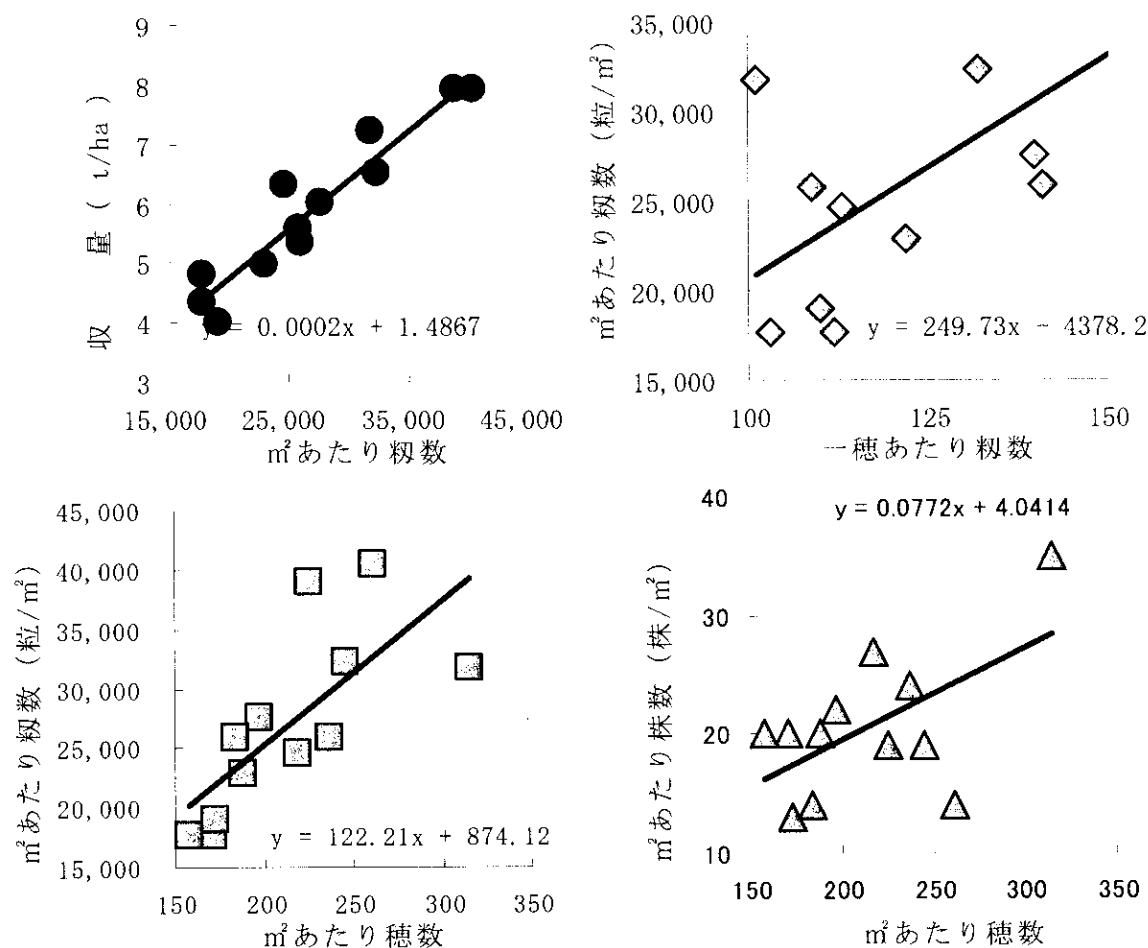 9
8
7
6
5
4
3
収　量 ( t/ha )
y = 0.0002x + 1.4867
15,000 25,000 35,000 45,000
㎡あたり籾数
35,000
30,000
25,000
20,000
15,000
㎡あたり籾数 (粒/㎡)
y = 249.73x - 4378.2
100 125 150
一穂あたり籾数
45,000
40,000
35,000
30,000
25,000
20,000
15,000
㎡あたり籾数 (粒/㎡)
y = 122.21x + 874.12
150 200 250 300 350
㎡あたり穂数
40
30
20
10
㎡あたり株数 (株/㎡)
y = 0.0772x + 4.0414
150 200 250 300 350
㎡あたり穂数